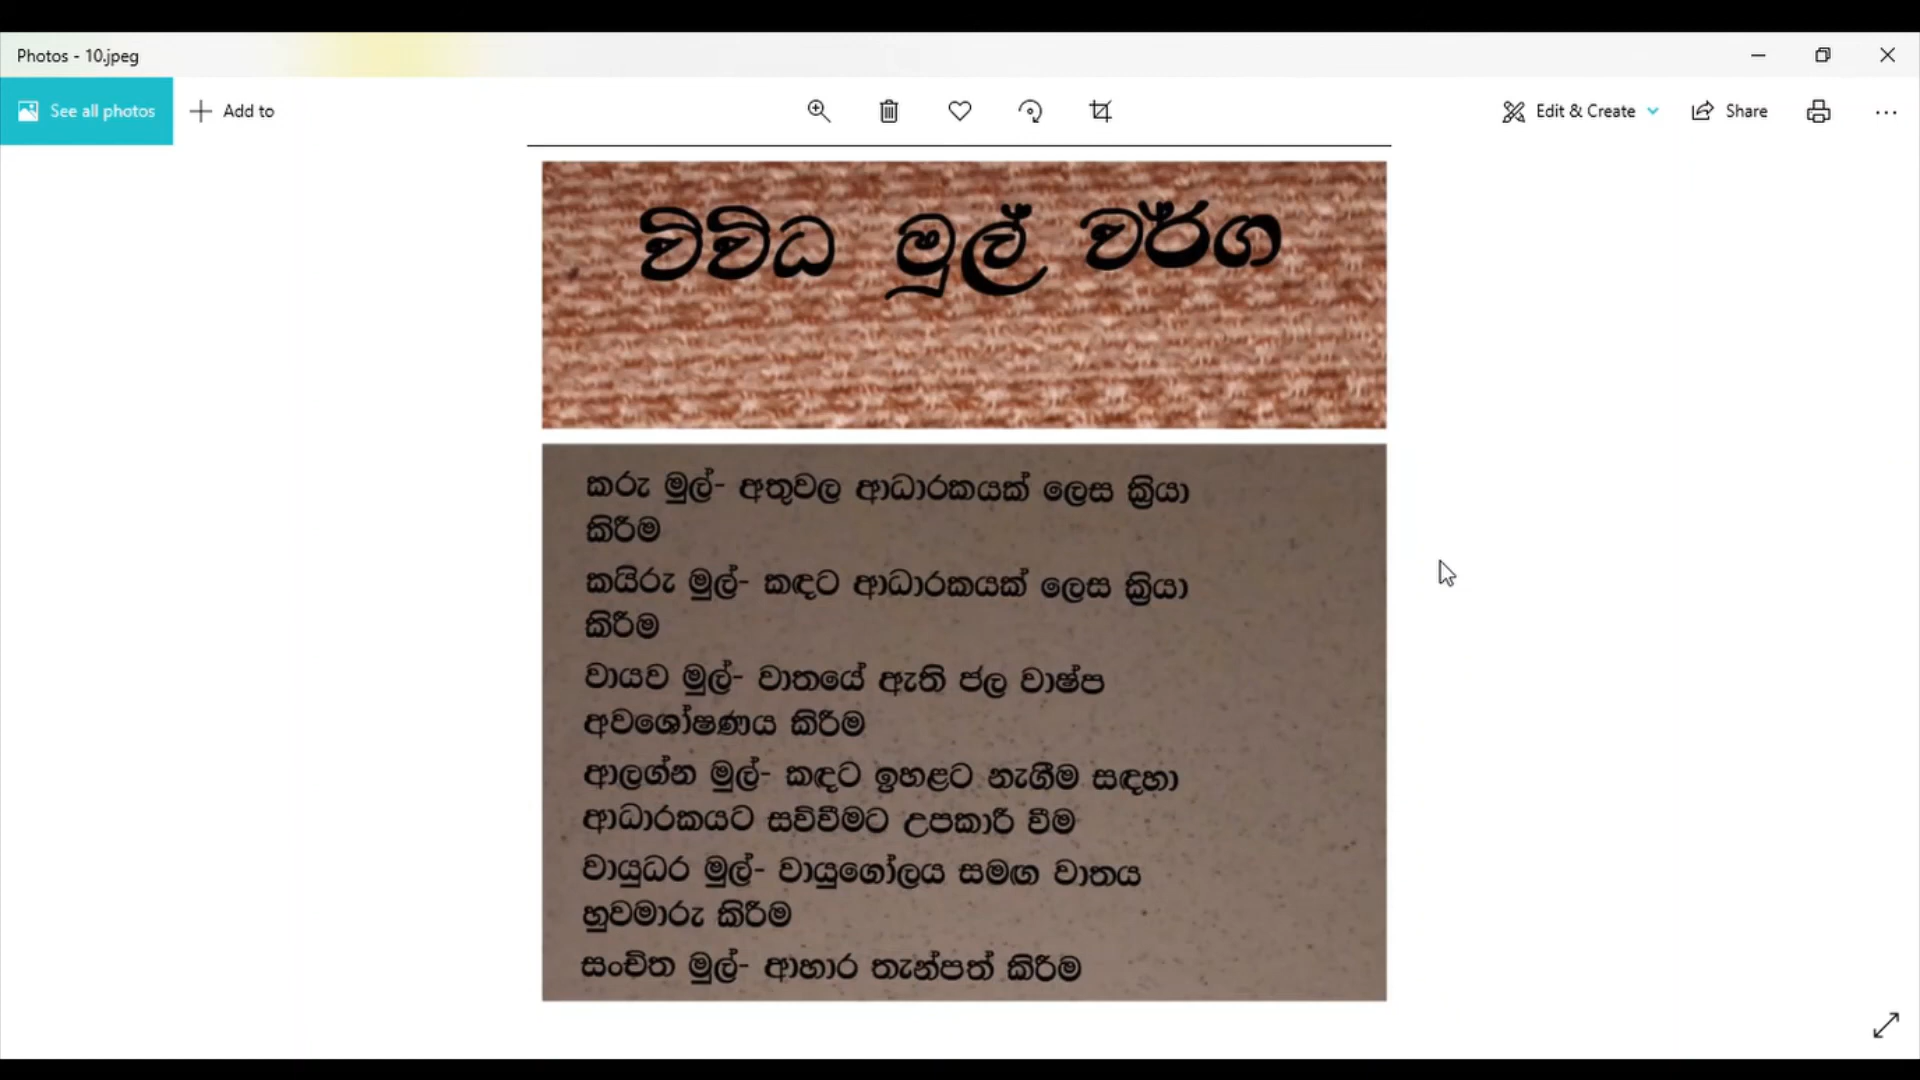 Photos - 10.jpeg
See all photos
Add to
Edit & Create
Share
විවිධ මුල් වර්ග
කරු මුල්- අතුවල ආධාරකයක් ලෙස ක්‍රියා
කිරීම
කයිරු මුල්- කඳට ආධාරකයක් ලෙස ක්‍රියා
කිරීම
වායව මුල්- වාතයේ ඇති ජල වාෂ්ප
අවශෝෂණය කිරීම
ආලග්න මුල්- කඳට ඉහළට නැගීම සඳහා
ආධාරකයට සවිවීමට උපකාරී වීම
වායුධර මුල්- වායුගෝලය සමඟ වාතය
හුවමාරු කිරීම
සංචිත මුල්- ආහාර තැන්පත් කිරීම